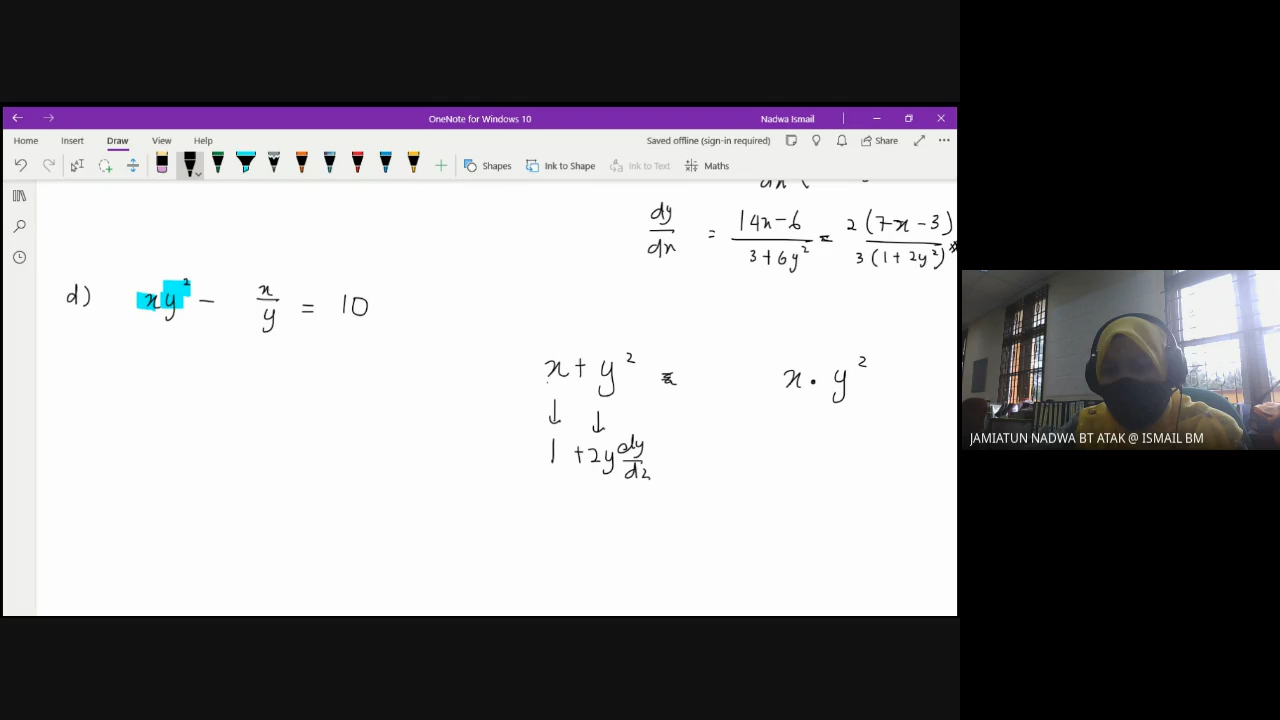 OneNote for Windows 10
Nadwa Ismail
Home Insert Draw View Help
Saved offline (sign-in required)
Share
Shapes Ink to Shape Ink to Text Maths
dy/dx = 14x-6 / 3+6y² = 2(7x-3) / 3(1+2y²)
d) xy² - x/y = 10
x + y²
x · y²
↓ ↓
1 + 2y dy/dx
JAMIATUN NADWA BT ATAK @ ISMAIL BM